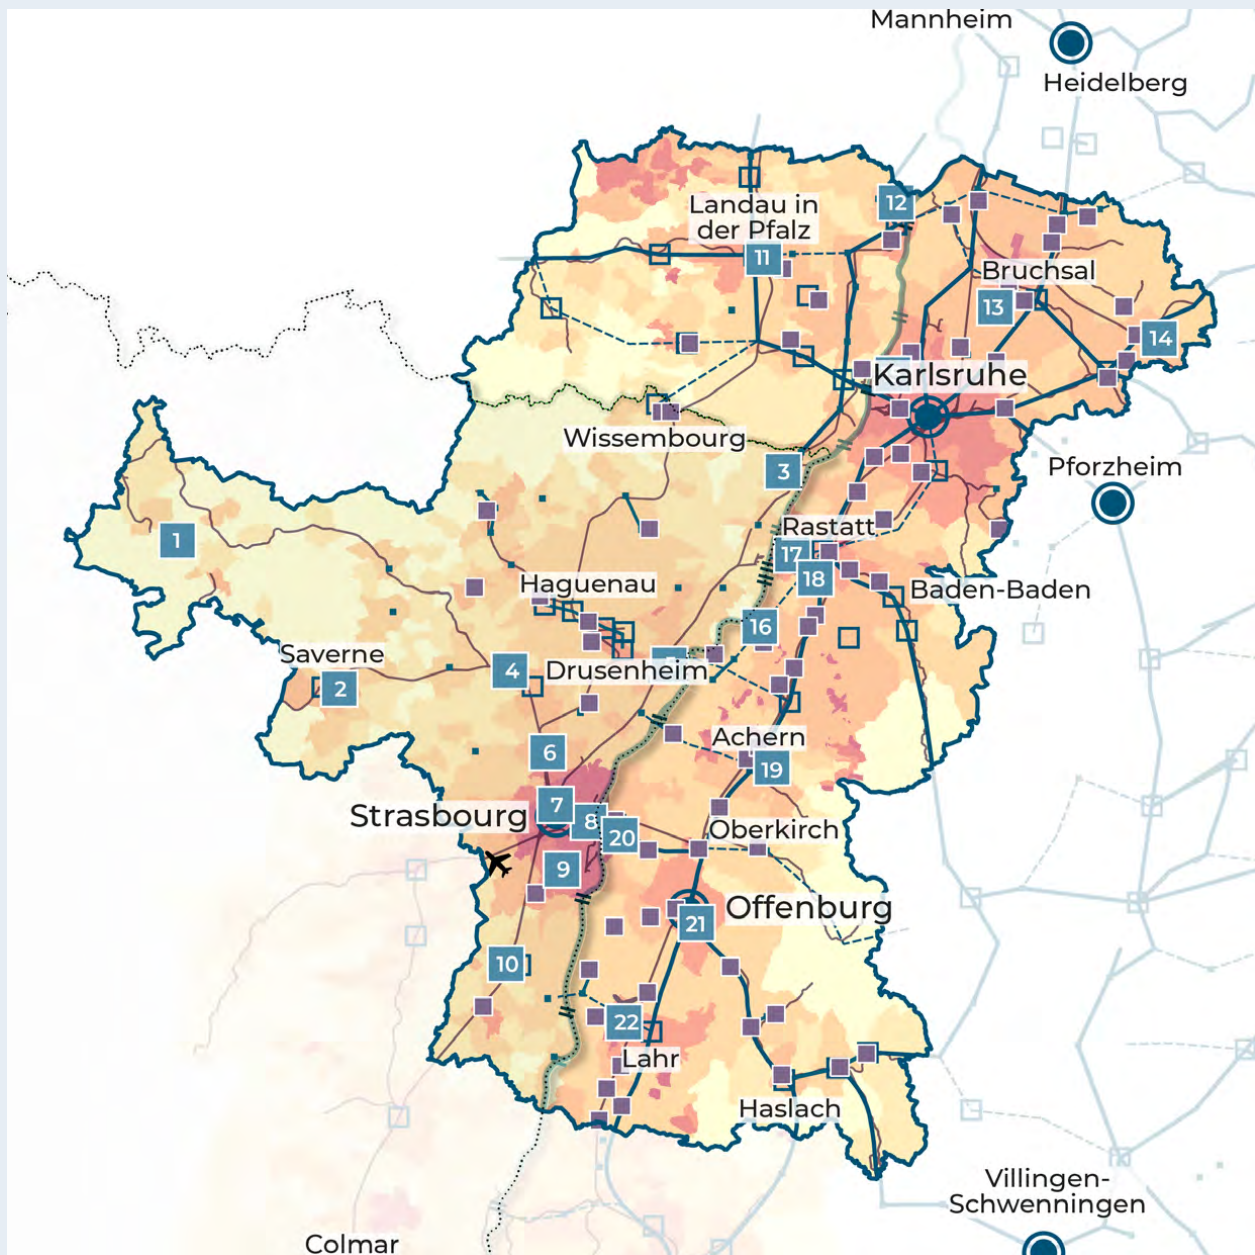 Mannheim
Heidelberg
12
Landau in
der Pfalz
11
Bruchsal
13
14
Karlsruhe
Wissembourg
3
Pforzheim
1
Rastatt
17
18
Haguenau
Baden-Baden
16
Saverne
2
4
Drusenheim
6
Achern
19
7
8
Strasbourg
20
Oberkirch
9
Offenburg
21
10
22
Lahr
Haslach
Villingen-
Schwenningen
Colmar